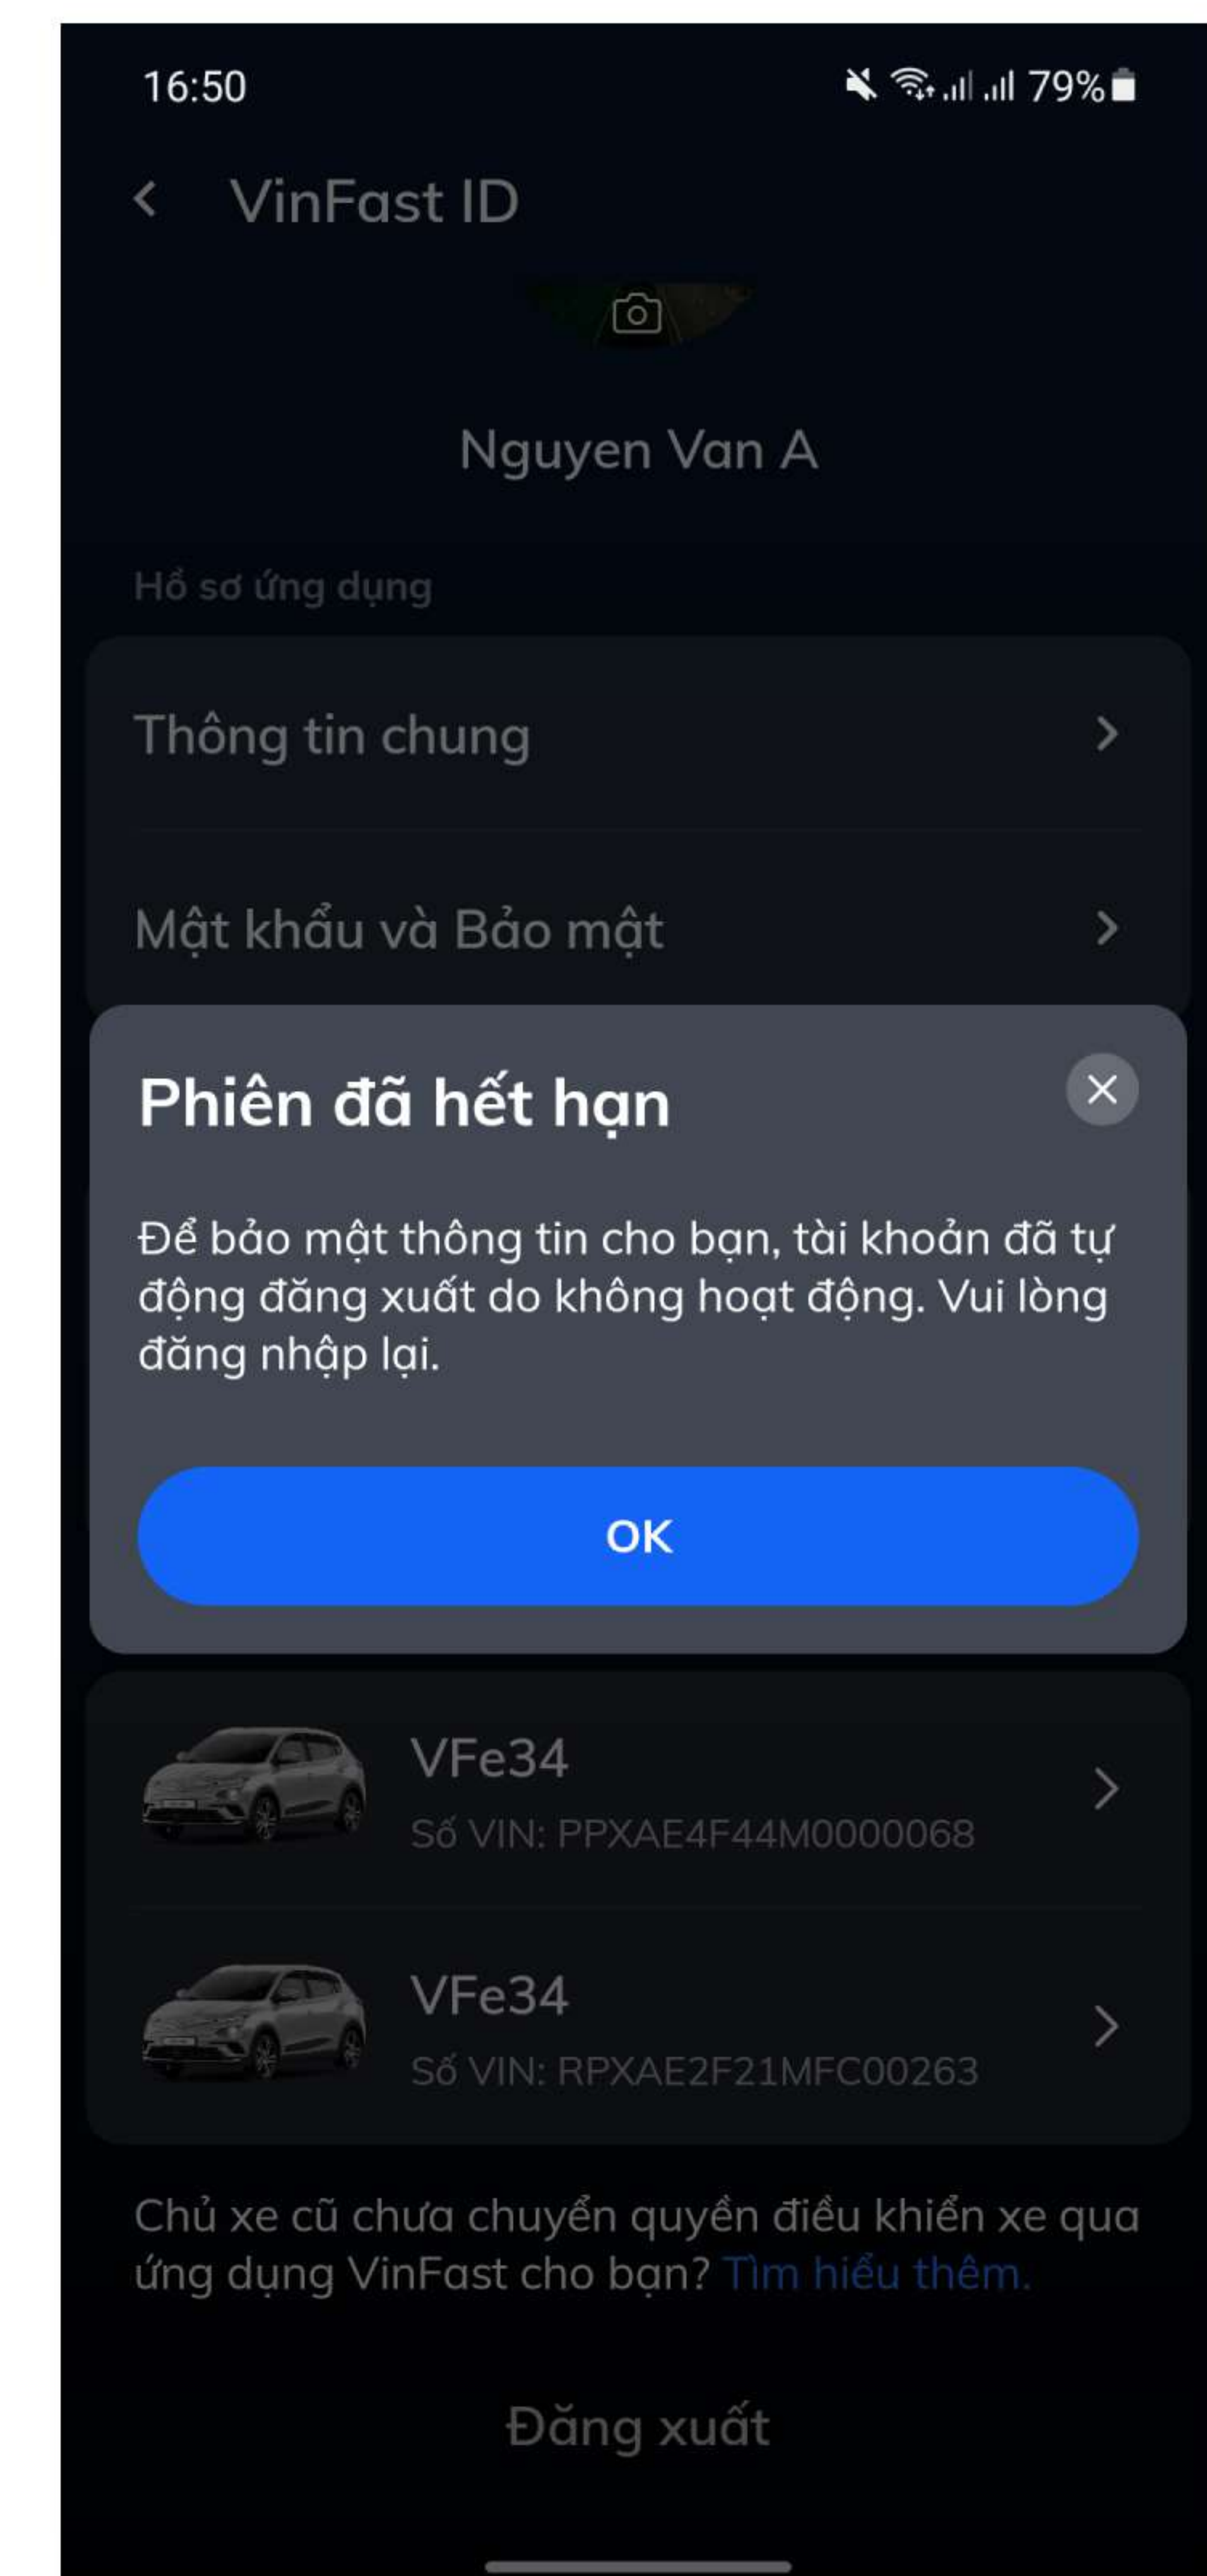 16:50
79%
VinFast ID
Nguyen Van A
Hồ sơ ứng dụng
Thông tin chung
Mật khẩu và Bảo mật
Phiên đã hết hạn
Để bảo mật thông tin cho bạn, tài khoản đã tự
động đăng xuất do không hoạt động. Vui lòng
đăng nhập lại.
OK
VFe34
Số VIN: PPXAE4F44M0000068
VFe34
Số VIN: RPXAE2F21MFC00263
Chủ xe cũ chưa chuyển quyền điều khiển xe qua
ứng dụng VinFast cho bạn? Tìm hiểu thêm.
Đăng xuất